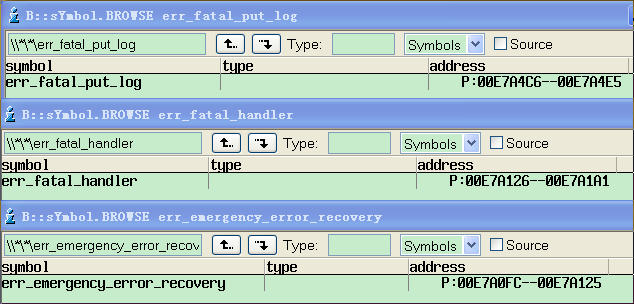 B::sYmbol.BROWSE err_fatal_put_log
\\*\*\err_fatal_put_log Type: Symbols Source
symbol type address
err_fatal_put_log P:00E7A4C6--00E7A4E5
B::sYmbol.BROWSE err_fatal_handler
\\*\*\err_fatal_handler Type: Symbols Source
symbol type address
err_fatal_handler P:00E7A126--00E7A1A1
B::sYmbol.BROWSE err_emergency_error_recovery
\\*\*\err_emergency_error_recov Type: Symbols Source
symbol type address
err_emergency_error_recovery P:00E7A0FC--00E7A125